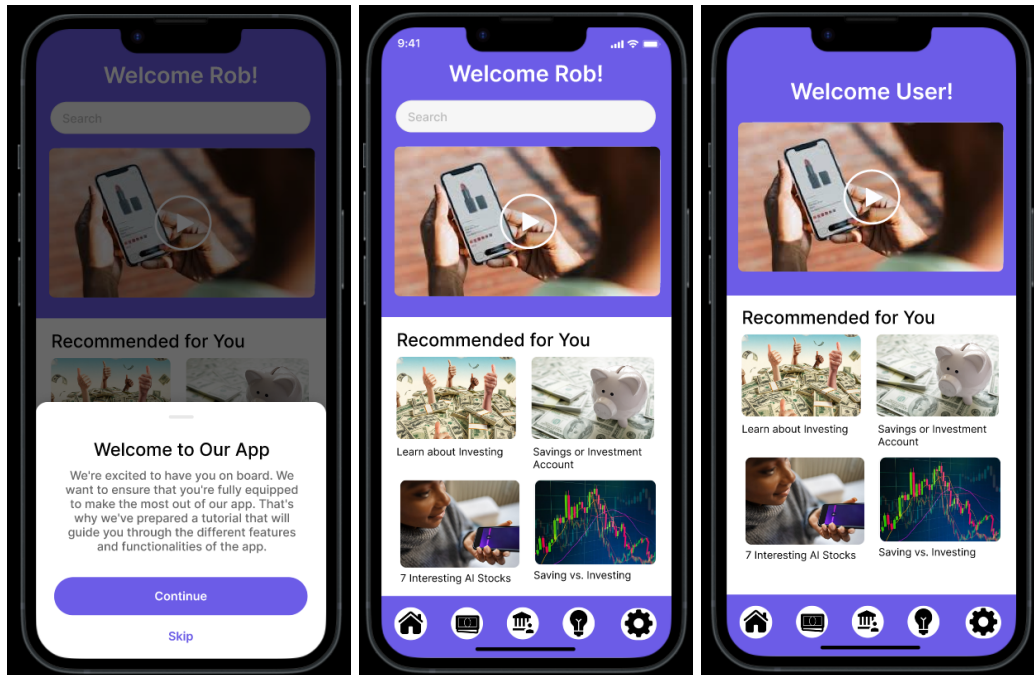 Welcome Rob!
Search
Recommended for You
Welcome to Our App
We're excited to have you on board. We
want to ensure that you're fully equipped
to make the most out of our app. That's
why we've prepared a tutorial that will
guide you through the different features
and functionalities of the app.
Continue
Skip
9:41
Welcome Rob!
Search
Recommended for You
Learn about Investing
Savings or Investment
Account
7 Interesting AI Stocks
Saving vs. Investing
Welcome User!
Recommended for You
Learn about Investing
Savings or Investment
Account
7 Interesting AI Stocks
Saving vs. Investing